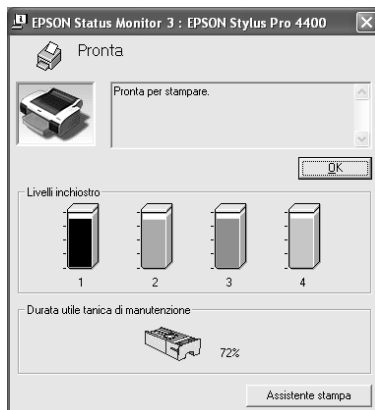 EPSON Status Monitor 3 : EPSON Stylus Pro 4400
Pronta
Pronta per stampare.
OK
Livelli inchiostro
1 2 3 4
Durata utile tanica di manutenzione
72%
Assistente stampa